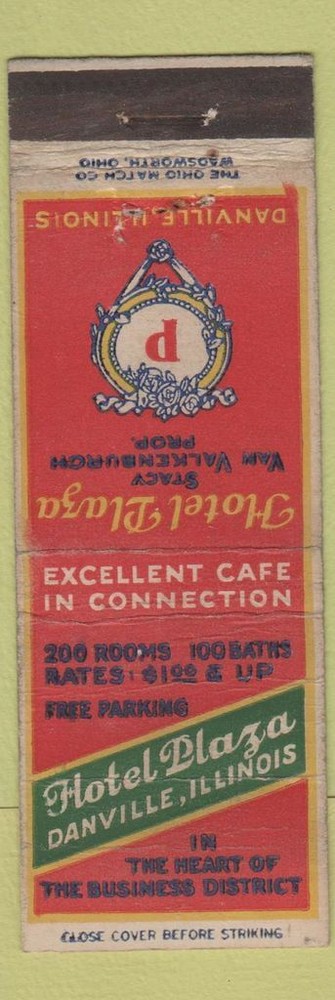 THE OHIO MATCH CO
WADSWORTH, OHIO
Hotel Plaza
STACY
VAN VALKENBURGH
PROP.
P
DANVILLE, ILLINOIS
EXCELLENT CAFE
IN CONNECTION
200 ROOMS 100 BATHS
RATES $1.00 & UP
FREE PARKING
Hotel Plaza
DANVILLE, ILLINOIS
IN
THE HEART OF
THE BUSINESS DISTRICT
CLOSE COVER BEFORE STRIKING